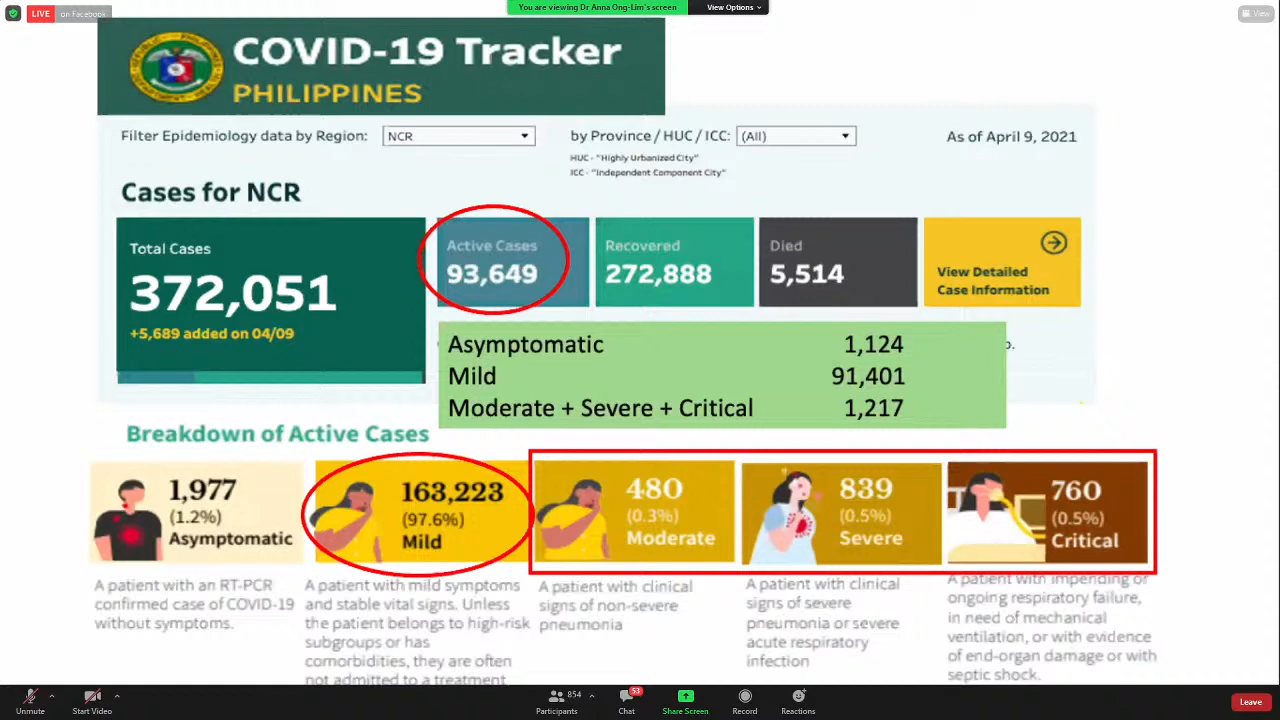 LIVE on Facebook
You are viewing Dr Anna Ong-Lim's screen
View Options
View
COVID-19 Tracker
PHILIPPINES
Filter Epidemiology data by Region: NCR
by Province / HUC / ICC: (All)
As of April 9, 2021
HUC - "Highly Urbanized City"
ICC - "Independent Component City"
Cases for NCR
Total Cases
372,051
+5,689 added on 04/09
Active Cases
93,649
Recovered
272,888
Died
5,514
View Detailed
Case Information
Asymptomatic 1,124
Mild 91,401
Moderate + Severe + Critical 1,217
Breakdown of Active Cases
1,977
(1.2%)
Asymptomatic
A patient with an RT-PCR
confirmed case of COVID-19
without symptoms.
163,223
(97.6%)
Mild
A patient with mild symptoms
and stable vital signs. Unless
the patient belongs to high-risk
subgroups or has
comorbidities, they are often
not admitted to a treatment
480
(0.3%)
Moderate
A patient with clinical
signs of non-severe
pneumonia
839
(0.5%)
Severe
A patient with clinical
signs of severe
pneumonia or severe
acute respiratory
infection
760
(0.5%)
Critical
A patient with impending or
ongoing respiratory failure,
in need of mechanical
ventilation, or with evidence
of end-organ damage or with
septic shock.
Unmute
Start Video
854
Participants
53
Chat
Share Screen
Record
Reactions
Leave